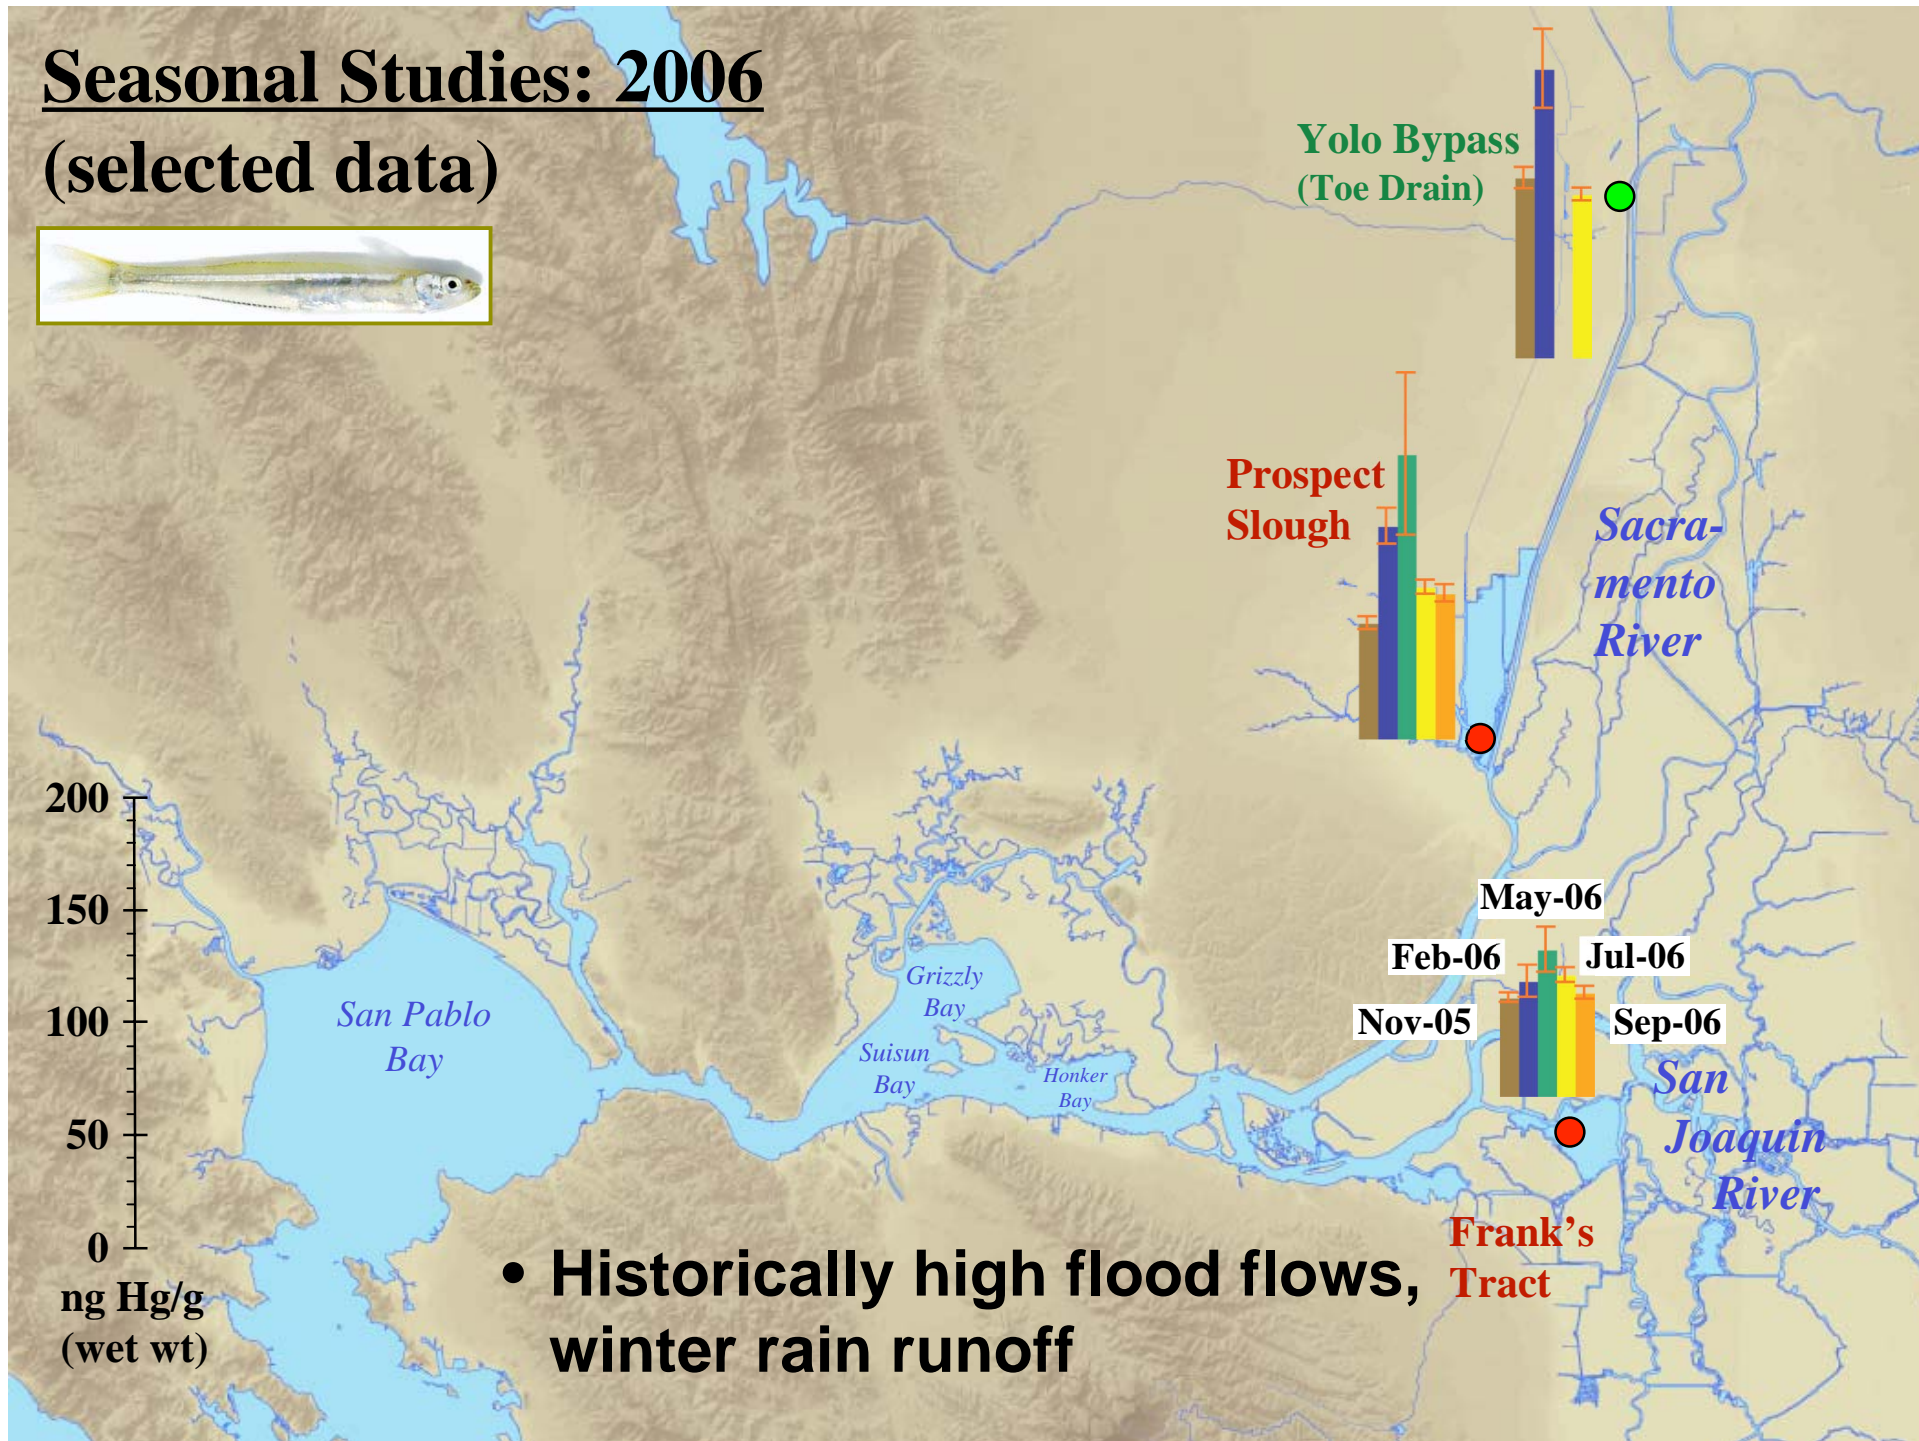 Seasonal Studies: 2006
(selected data)
Yolo Bypass
(Toe Drain)
Prospect
Slough
Sacra-
mento
River
200
150
100
50
0
ng Hg/g
(wet wt)
San Pablo
Bay
Grizzly
Bay
Suisun
Bay
Honker
Bay
May-06
Feb-06
Jul-06
Nov-05
Sep-06
San
Joaquin
River
Frank's
Tract
• Historically high flood flows,
winter rain runoff